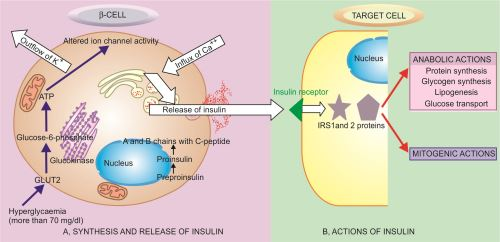 β-CELL
TARGET CELL
Outflow of K+
Altered ion channel activity
Influx of Ca++
Nucleus
ANABOLIC ACTIONS
Protein synthesis
Glycogen synthesis
Lipogenesis
Glucose transport
ATP
Release of insulin
Insulin receptor
IRS1and 2 proteins
Glucose-6-phosphate
A and B chains with C-peptide
Glucokinase
Nucleus
Proinsulin
Preproinsulin
MITOGENIC ACTIONS
GLUT2
Hyperglycaemia
(more than 70 mg/dl)
A, SYNTHESIS AND RELEASE OF INSULIN
B, ACTIONS OF INSULIN